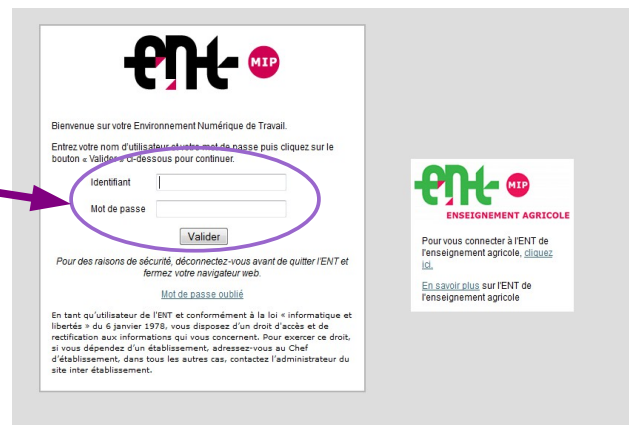 ent MIP
Bienvenue sur votre Environnement Numérique de Travail.
Entrez votre nom d'utilisateur et votre mot de passe puis cliquez sur le
bouton « Valider » ci-dessous pour continuer.
Identifiant
Mot de passe
Valider
Pour des raisons de sécurité, déconnectez-vous avant de quitter l'ENT et
fermez votre navigateur web.
Mot de passe oublié
En tant qu'utilisateur de l'ENT et conformément à la loi « informatique et
libertés » du 6 janvier 1978, vous disposez d'un droit d'accès et de
rectification aux informations qui vous concernent. Pour exercer ce droit,
si vous dépendez d'un établissement, adressez-vous au Chef
d'établissement, dans tous les autres cas, contactez l'administrateur du
site inter établissement.
ent MIP
ENSEIGNEMENT AGRICOLE
Pour vous connecter à l'ENT de
l'enseignement agricole, cliquez
ici.
En savoir plus sur l'ENT de
l'enseignement agricole